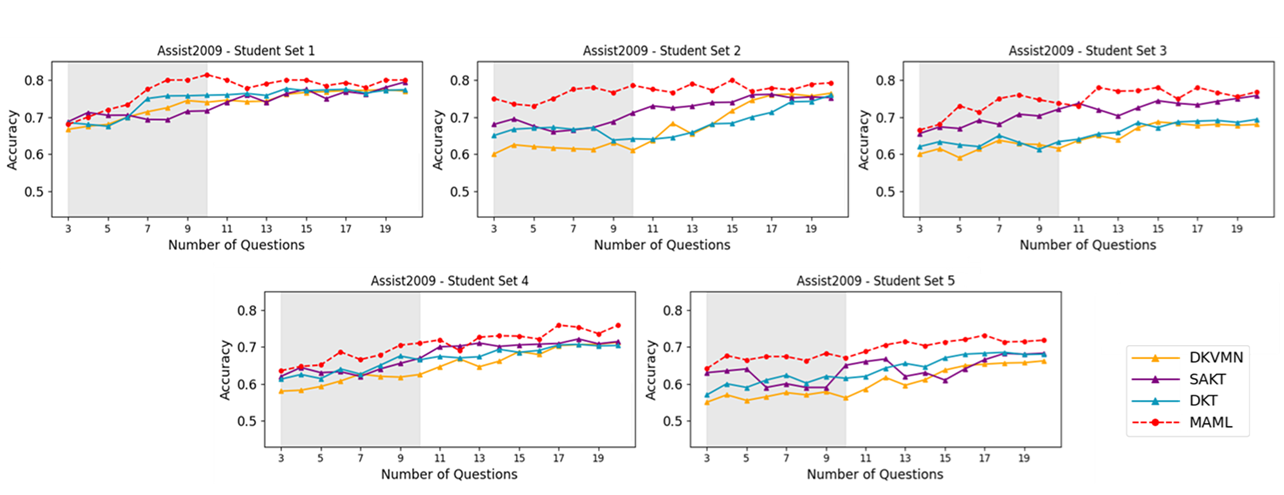 Assist2009 - Student Set 1
Accuracy
0.8
0.7
0.6
0.5
3 5 7 9 11 13 15 17 19
Number of Questions
Assist2009 - Student Set 2
Accuracy
0.8
0.7
0.6
0.5
3 5 7 9 11 13 15 17 19
Number of Questions
Assist2009 - Student Set 3
Accuracy
0.8
0.7
0.6
0.5
3 5 7 9 11 13 15 17 19
Number of Questions
Assist2009 - Student Set 4
Accuracy
0.8
0.7
0.6
0.5
3 5 7 9 11 13 15 17 19
Number of Questions
Assist2009 - Student Set 5
Accuracy
0.8
0.7
0.6
0.5
3 5 7 9 11 13 15 17 19
Number of Questions
DKVMN
SAKT
DKT
MAML